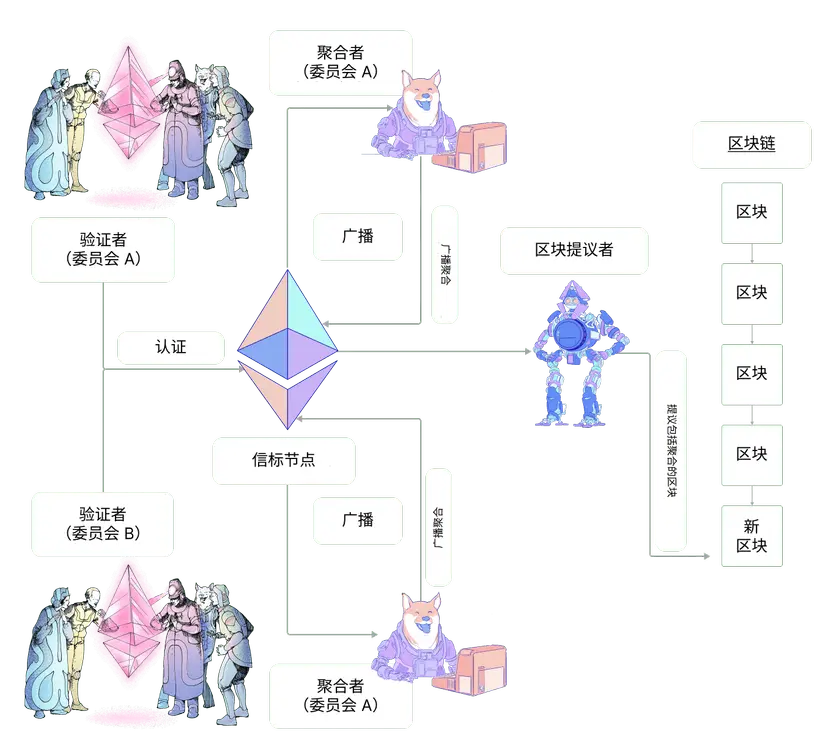 聚合者
（委员会 A）
区块链
验证者
（委员会 A）
广播
广播聚合
区块提议者
区块
区块
区块
区块
新
区块
认证
提议包括聚合的区块
信标节点
广播
广播聚合
验证者
（委员会 B）
聚合者
（委员会 A）